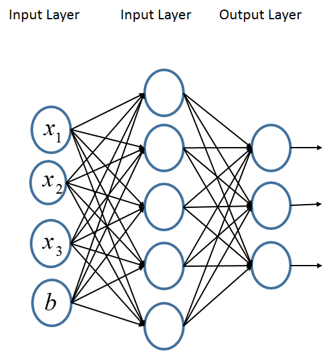 Input Layer Input Layer Output Layer
x1
x2
x3
b